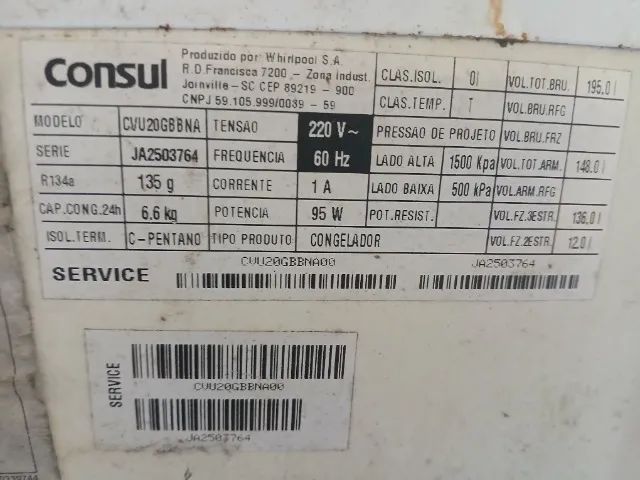 Consul
Produzido por: Whirlpool S.A.
R.D.Francisca 7200 - Zona Indust.
Joinville-SC CEP 89219-900
CNPJ 59.105.999/0039-59
CLAS.ISOL. 0I VOL.TOT.BRU. 195.0 l
CLAS.TEMP. T VOL.BRU.RFG
MODELO CVU20GBBNA TENSÃO 220 V~ PRESSÃO DE PROJETO VOL.BRU.FRZ
SERIE JA2503764 FREQUENCIA 60 Hz LADO ALTA 1500 Kpa VOL.TOT.ARM. 148.0 l
R134a 135 g CORRENTE 1 A LADO BAIXA 500 kPa VOL.ARM.RFG
CAP.CONG.24h 6.6 kg POTENCIA 95 W POT.RESIST. VOL.FZ.3ESTR. 136.0 l
ISOL.TERM. C-PENTANO TIPO PRODUTO CONGELADOR VOL.FZ.2ESTR. 12.0 l
SERVICE CVU20GBBNA00 JA2503764
SERVICE
CVU20GBBNA00
JA2503764